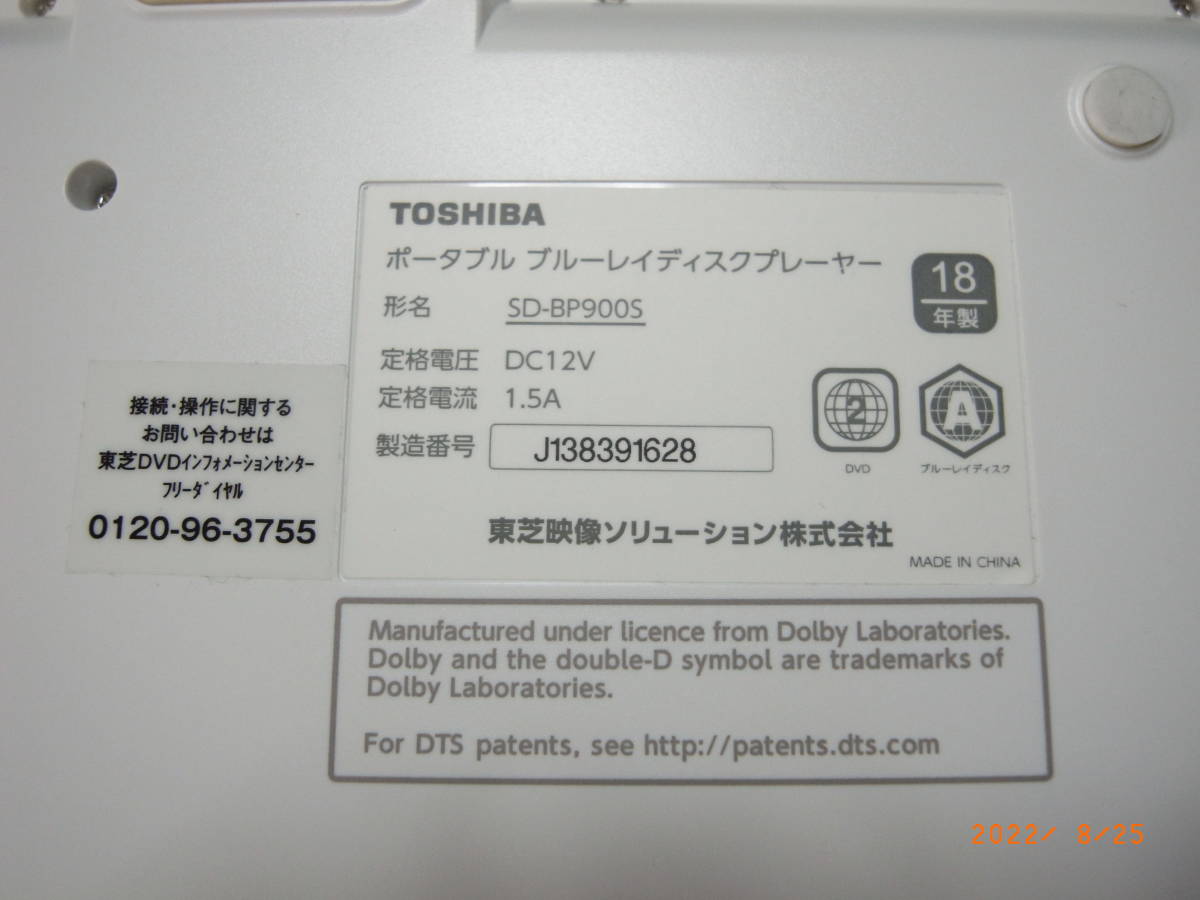 TOSHIBA
ポータブル ブルーレイディスクプレーヤー
形名 SD-BP900S
定格電圧 DC12V
定格電流 1.5A
製造番号 J138391628
18
年製
2
DVD
A
ブルーレイディスク
東芝映像ソリューション株式会社
MADE IN CHINA
接続・操作に関する
お問い合わせは
東芝DVDインフォメーションセンター
フリーダイヤル
0120-96-3755
Manufactured under licence from Dolby Laboratories.
Dolby and the double-D symbol are trademarks of
Dolby Laboratories.
For DTS patents, see http://patents.dts.com
2022/ 8/25